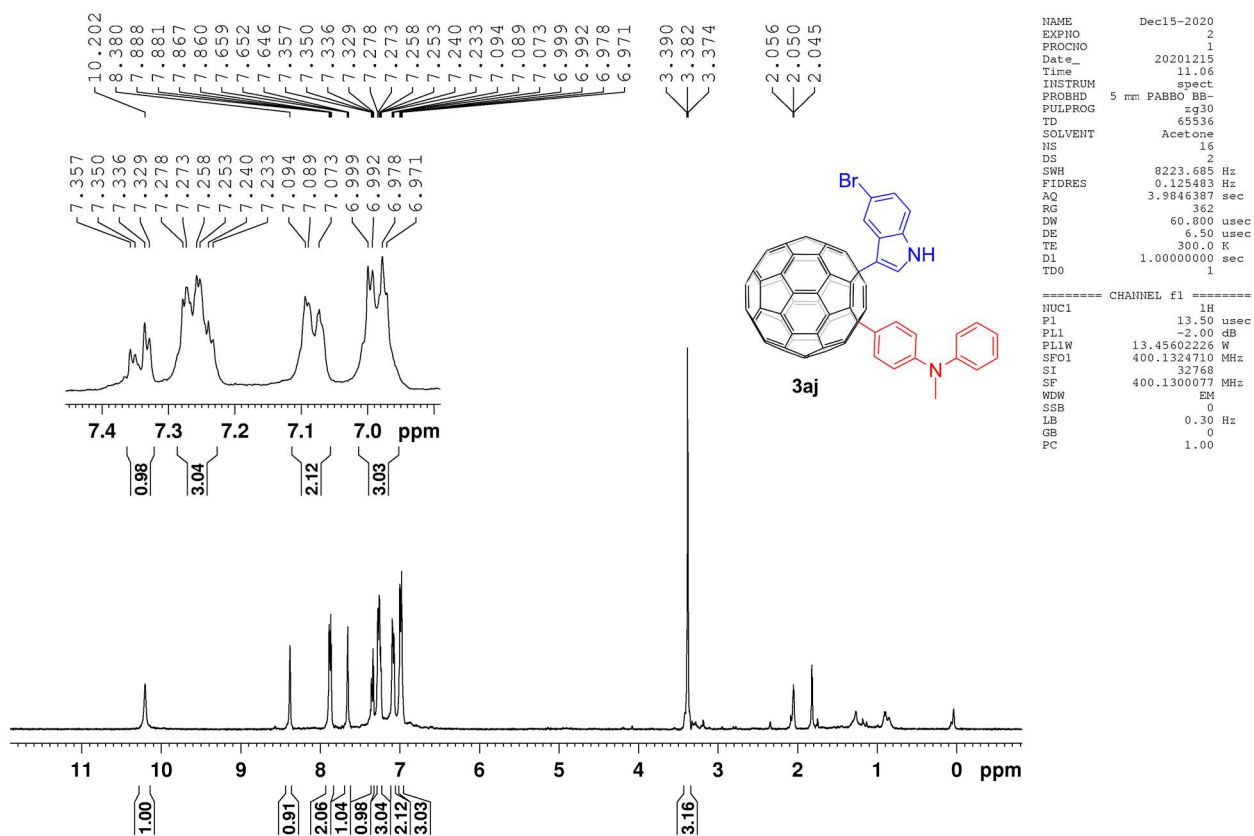 10.202
8.380
7.888
7.881
7.867
7.860
7.659
7.652
7.646
7.357
7.350
7.336
7.329
7.278
7.273
7.258
7.253
7.240
7.233
7.094
7.089
7.073
6.999
6.992
6.978
6.971
3.390
3.382
3.374
2.056
2.050
2.045
7.357
7.350
7.336
7.329
7.278
7.273
7.258
7.253
7.240
7.233
7.094
7.089
7.073
6.999
6.992
6.978
6.971
7.4 7.3 7.2 7.1 7.0 ppm
0.98 3.04 2.12 3.03
Br
NH
N
3aj
11 10 9 8 7 6 5 4 3 2 1 0 ppm
1.00 0.91 2.06 1.04 0.98 3.04 2.12 3.03 3.16
NAME Dec15-2020
EXPNO 2
PROCNO 1
Date_ 20201215
Time 11.06
INSTRUM spect
PROBHD 5 mm PABBO BB-
PULPROG zg30
TD 65536
SOLVENT Acetone
NS 16
DS 2
SWH 8223.685 Hz
FIDRES 0.125483 Hz
AQ 3.9846387 sec
RG 362
DW 60.800 usec
DE 6.50 usec
TE 300.0 K
D1 1.00000000 sec
TD0 1
======== CHANNEL f1 ========
NUC1 1H
P1 13.50 usec
PL1 -2.00 dB
PL1W 13.45602226 W
SFO1 400.1324710 MHz
SI 32768
SF 400.1300077 MHz
WDW EM
SSB 0
LB 0.30 Hz
GB 0
PC 1.00